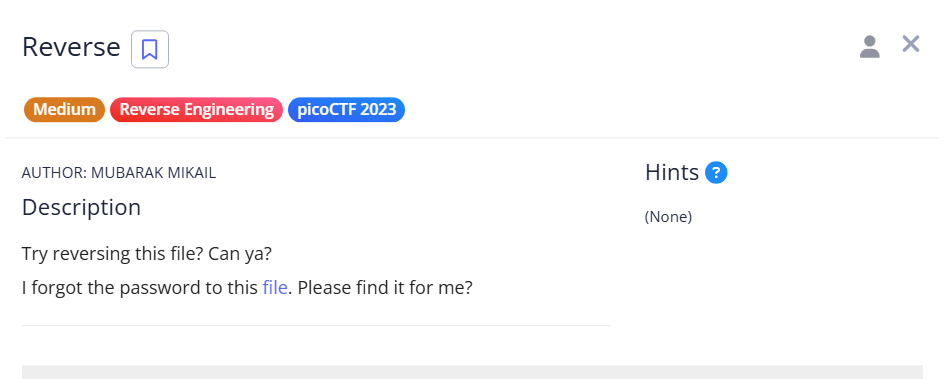 Reverse
Medium Reverse Engineering picoCTF 2023
AUTHOR: MUBARAK MIKAIL
Description
Try reversing this file? Can ya?
I forgot the password to this file. Please find it for me?
Hints ?
(None)